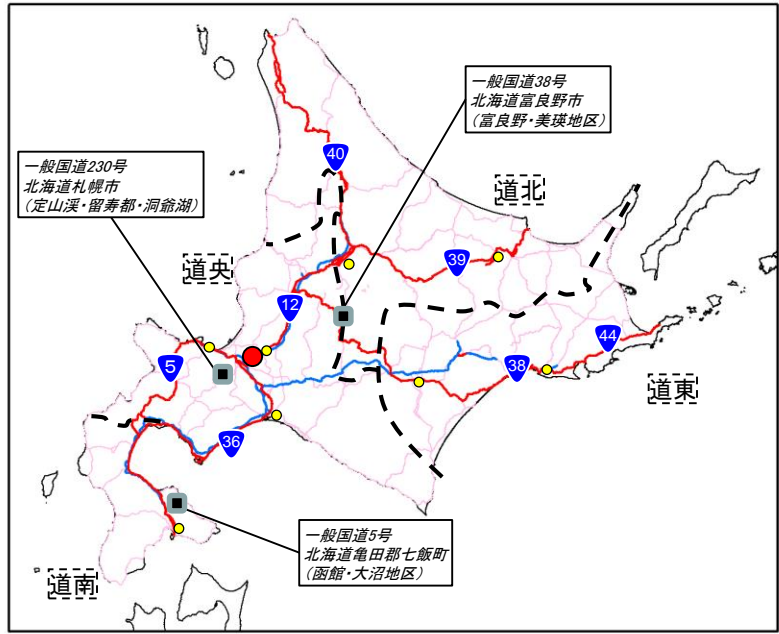 一般国道38号
北海道富良野市
（富良野・美瑛地区）
40
一般国道230号
北海道札幌市
（定山渓・留寿都・洞爺湖）
道北
道央
39
12
44
5
38
道東
36
一般国道5号
北海道亀田郡七飯町
（函館・大沼地区）
道南